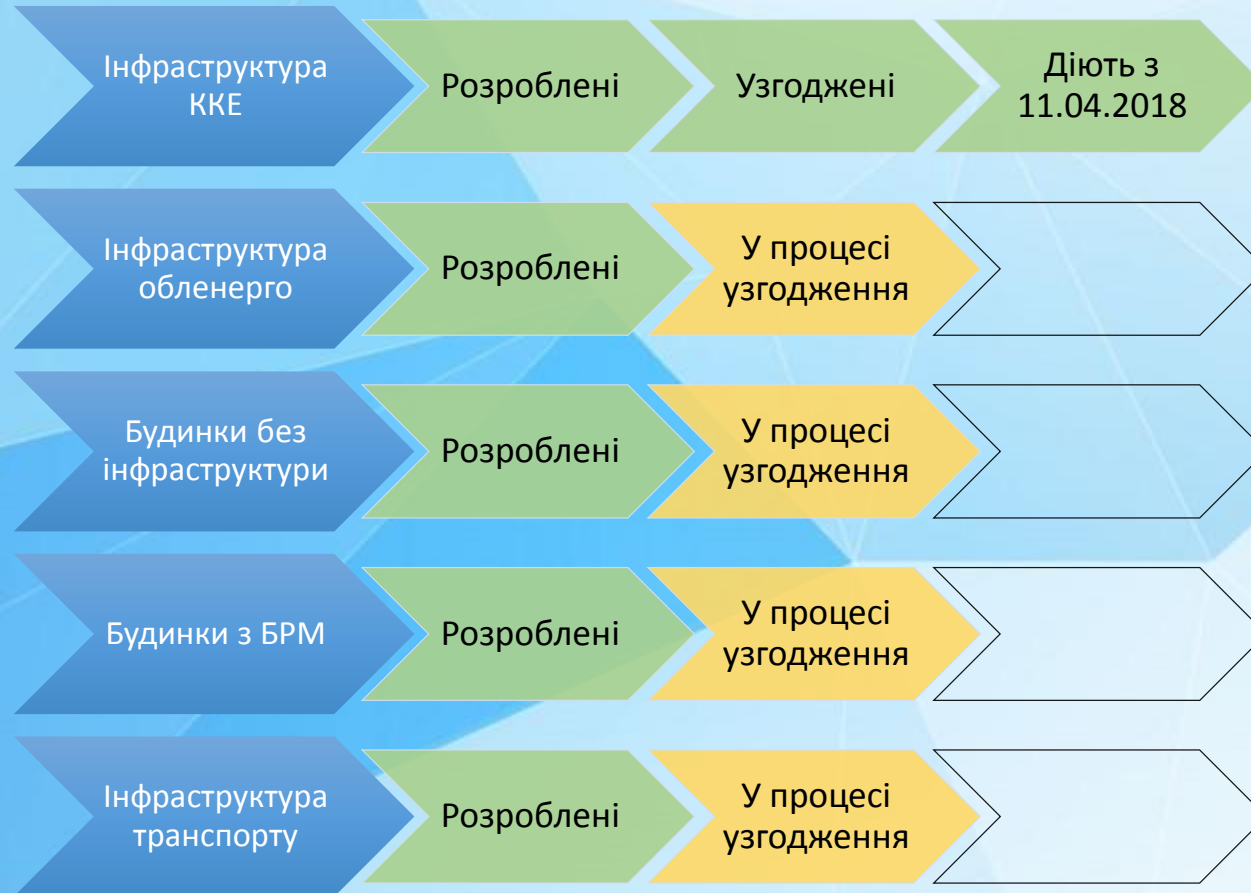 Інфраструктура
ККЕ
Розроблені
Узгоджені
Діють з
11.04.2018
Інфраструктура
обленерго
Розроблені
У процесі
узгодження
Будинки без
інфраструктури
Розроблені
У процесі
узгодження
Будинки з БРМ
Розроблені
У процесі
узгодження
Інфраструктура
транспорту
Розроблені
У процесі
узгодження